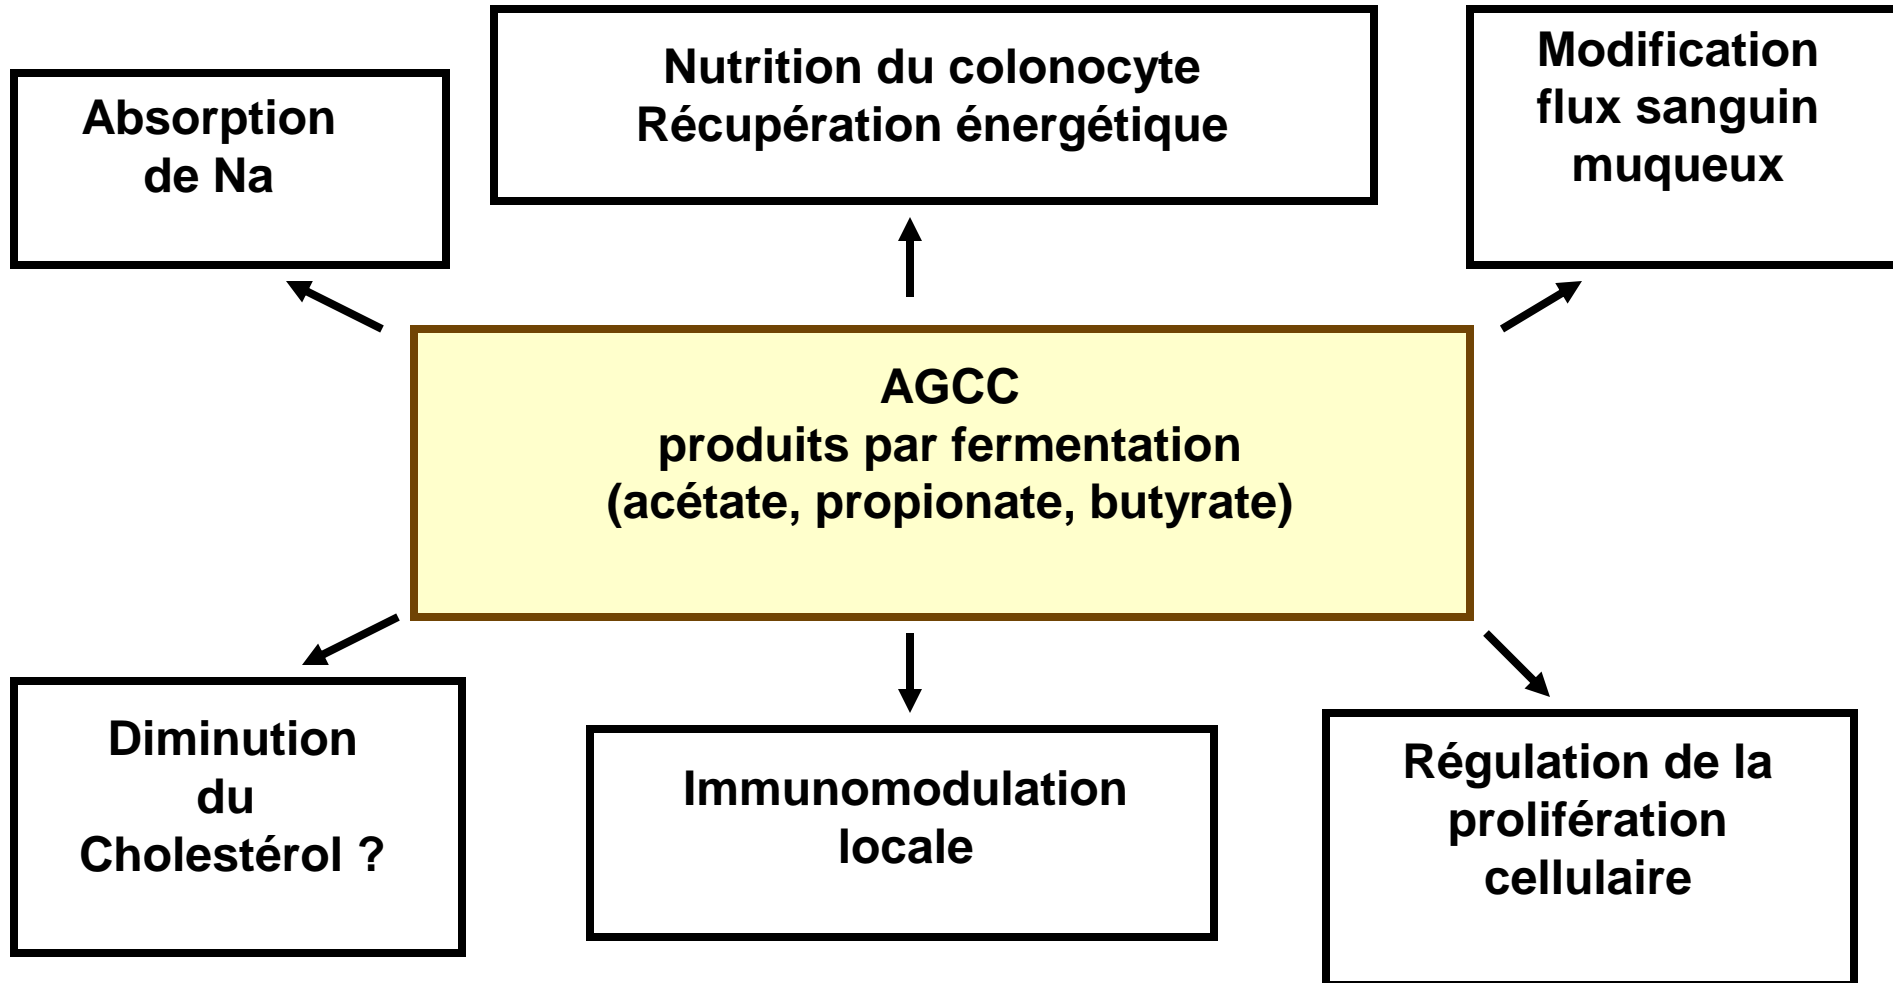 Absorption
de Na
Nutrition du colonocyte
Récupération énergétique
Modification
flux sanguin
muqueux
AGCC
produits par fermentation
(acétate, propionate, butyrate)
Diminution
du
Cholestérol ?
Immunomodulation
locale
Régulation de la
prolifération
cellulaire